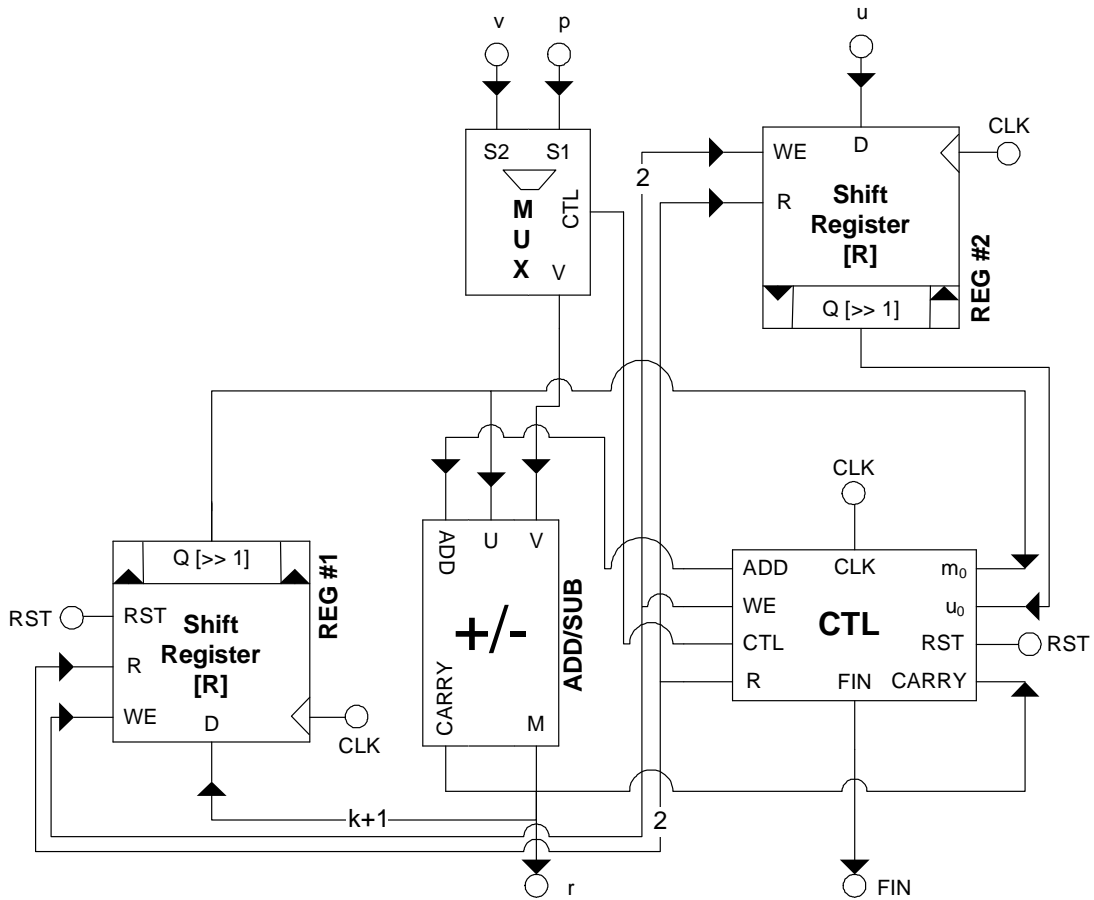 v
p
u
S2 S1
MUX
CTL
V
2
WE
D
CLK
R
Shift
Register
[R]
REG #2
Q [>> 1]
Q [>> 1]
REG #1
RST
RST
Shift
Register
[R]
R
WE
D
CLK
ADD
U
V
+/-
ADD/SUB
CARRY
M
CLK
ADD
CLK
m₀
WE
CTL
u₀
CTL
RST
RST
R
FIN
CARRY
k+1
2
r
FIN